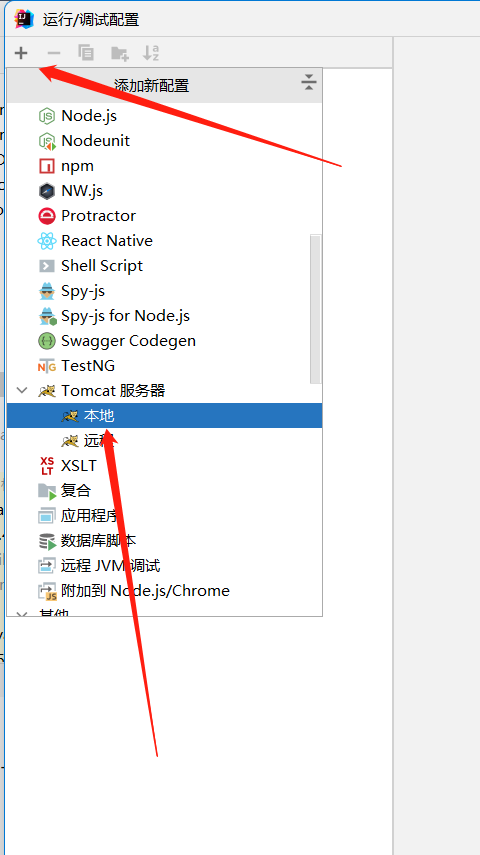 运行/调试配置
添加新配置
Node.js
Nodeunit
npm
NW.js
Protractor
React Native
Shell Script
Spy-js
Spy-js for Node.js
Swagger Codegen
TestNG
Tomcat 服务器
本地
远程
XSLT
复合
应用程序
数据库脚本
远程 JVM 调试
附加到 Node.js/Chrome
其他